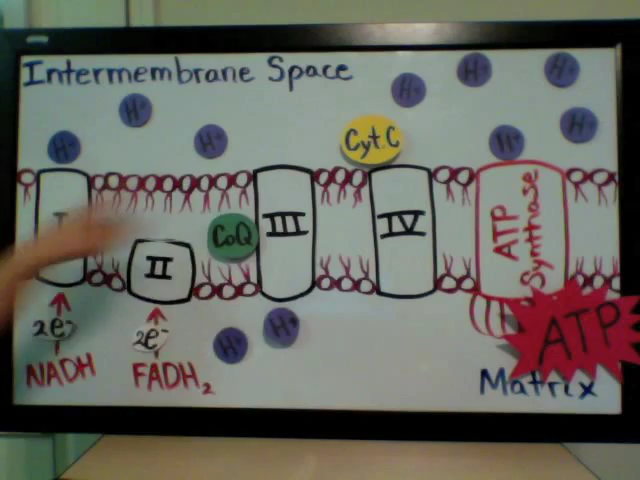 Intermembrane Space
H+
H+
H+
H+
H+
H+
H+
H+
Cyt.C
I
II
CoQ
III
IV
ATP
Synthase
2e-
NADH
2e-
FADH2
H+
H+
ATP
Matrix